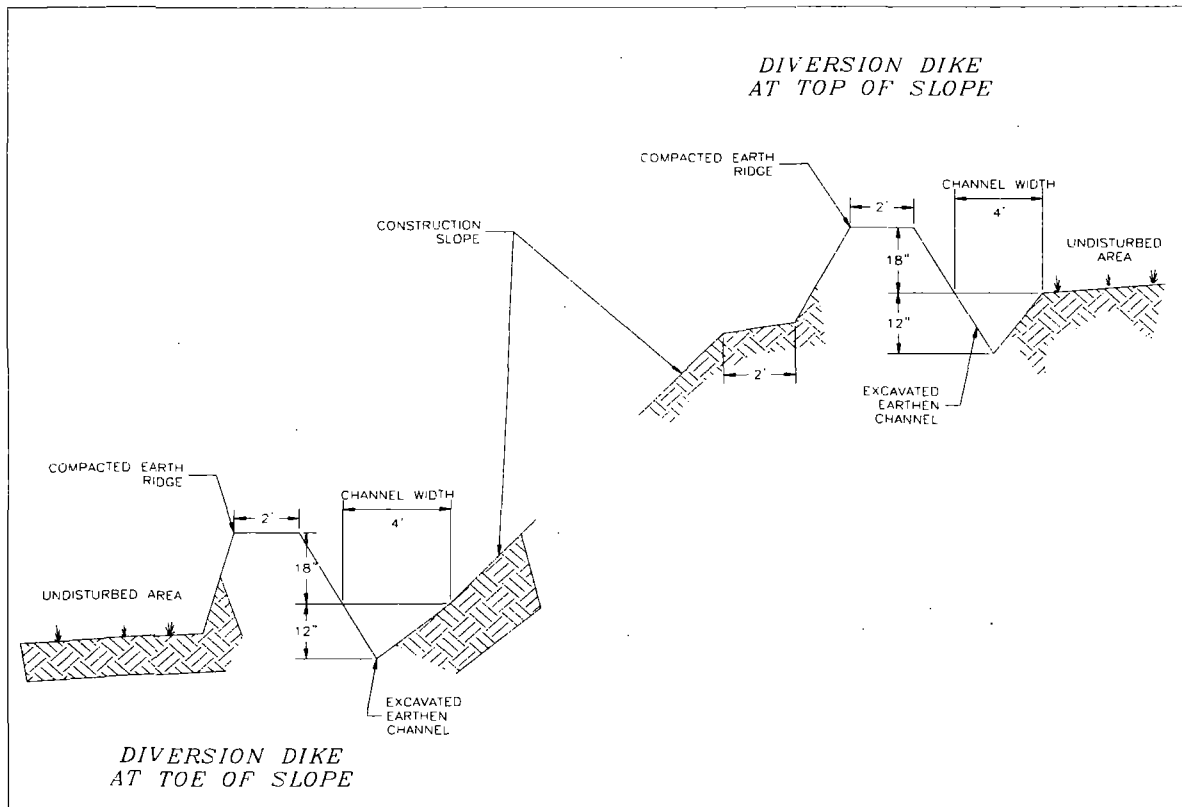 DIVERSION DIKE
AT TOP OF SLOPE
COMPACTED EARTH
RIDGE
CHANNEL WIDTH
2'
4'
CONSTRUCTION
SLOPE
UNDISTURBED
AREA
18"
12"
2'
EXCAVATED
EARTHEN
CHANNEL
COMPACTED EARTH
RIDGE
CHANNEL WIDTH
2'
4'
18"
UNDISTURBED AREA
12"
EXCAVATED
EARTHEN
CHANNEL
DIVERSION DIKE
AT TOE OF SLOPE